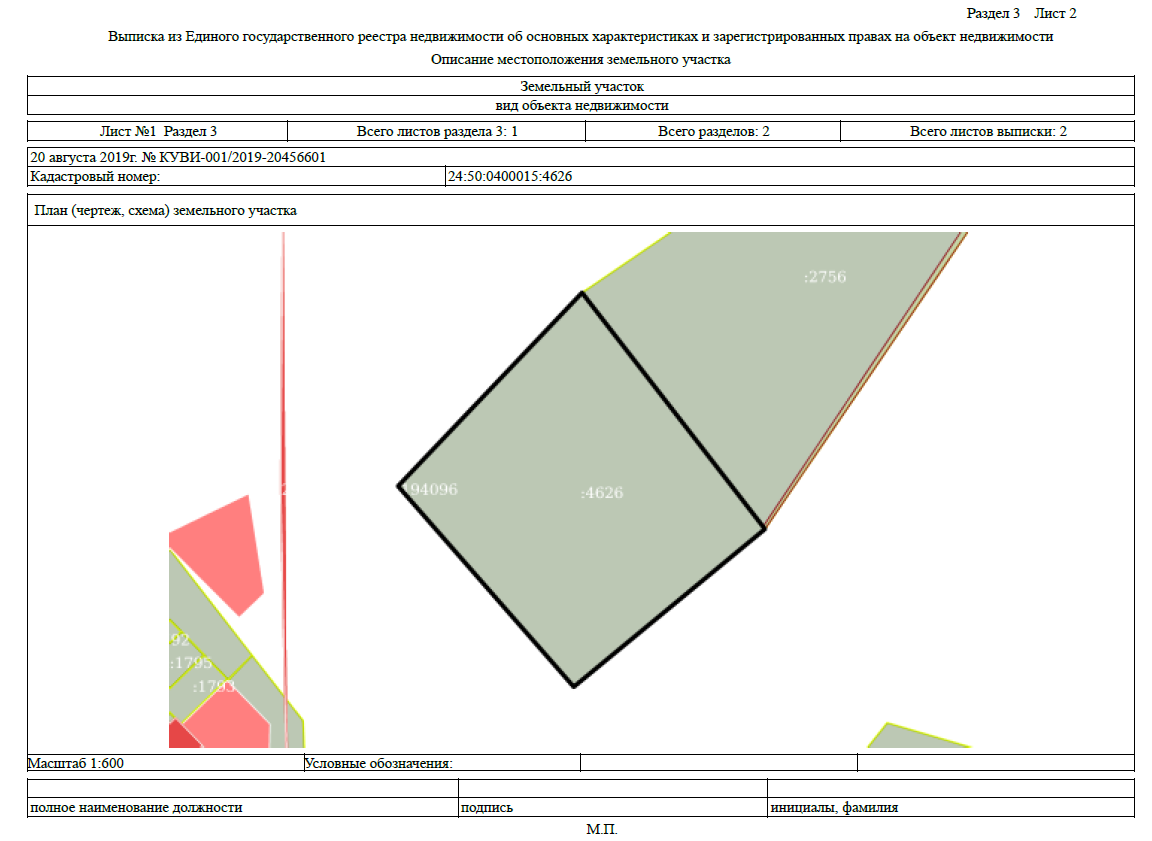 Раздел 3 Лист 2
Выписка из Единого государственного реестра недвижимости об основных характеристиках и зарегистрированных правах на объект недвижимости
Описание местоположения земельного участка
Земельный участок
вид объекта недвижимости
Лист №1 Раздел 3 Всего листов раздела 3: 1 Всего разделов: 2 Всего листов выписки: 2
20 августа 2019г. № КУВИ-001/2019-20456601
Кадастровый номер: 24:50:0400015:4626
План (чертеж, схема) земельного участка
:2756
194096 :4626
92
:1795
:1793
Масштаб 1:600 Условные обозначения:
полное наименование должности подпись инициалы, фамилия
М.П.